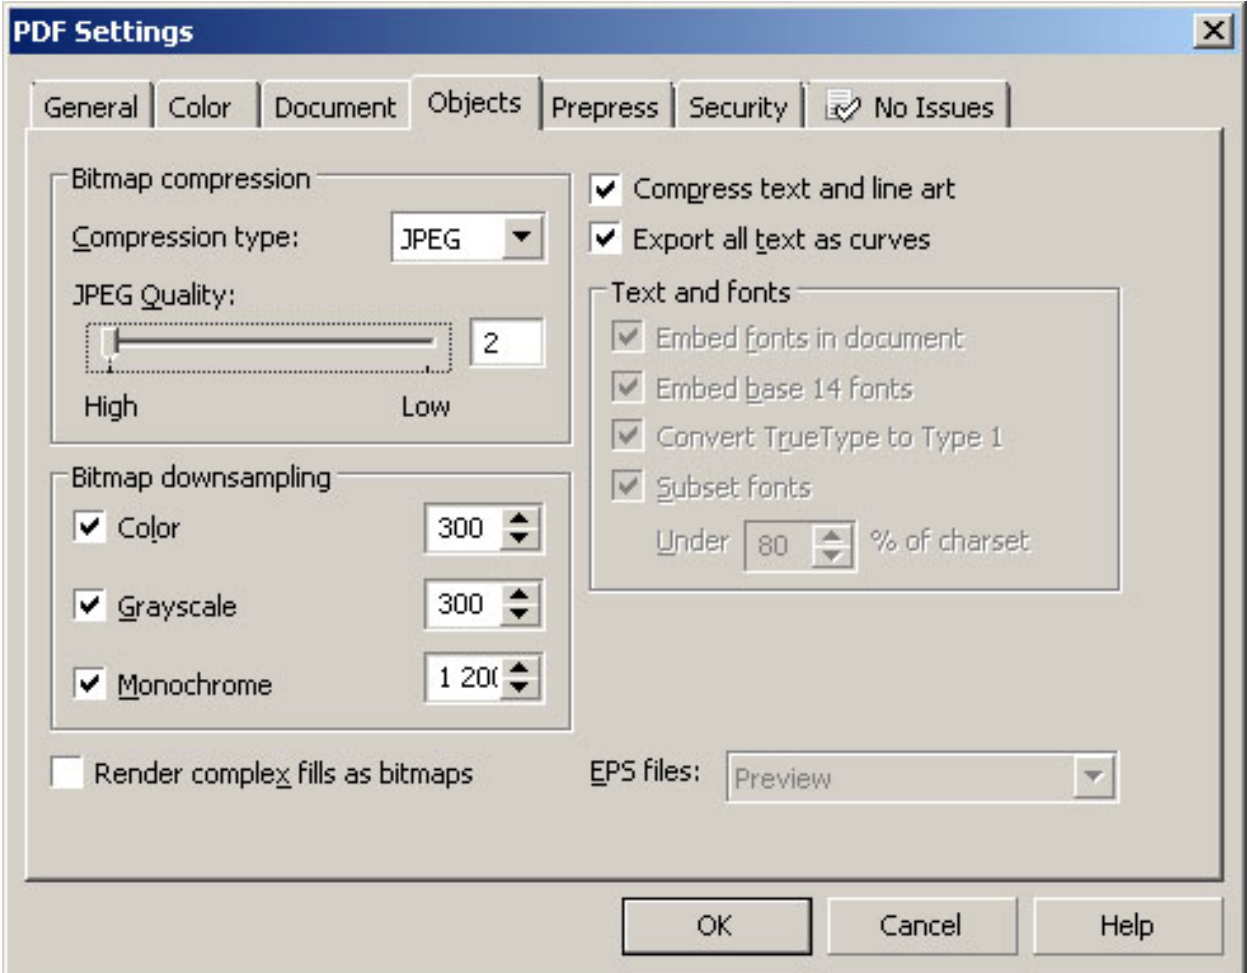 PDF Settings
General Color Document Objects Prepress Security No Issues
Bitmap compression
Compression type: JPEG
JPEG Quality:
2
High Low
Bitmap downsampling
Color 300
Grayscale 300
Monochrome 1 200
Render complex fills as bitmaps
Compress text and line art
Export all text as curves
Text and fonts
Embed fonts in document
Embed base 14 fonts
Convert TrueType to Type 1
Subset fonts
Under 80 % of charset
EPS files: Preview
OK Cancel Help